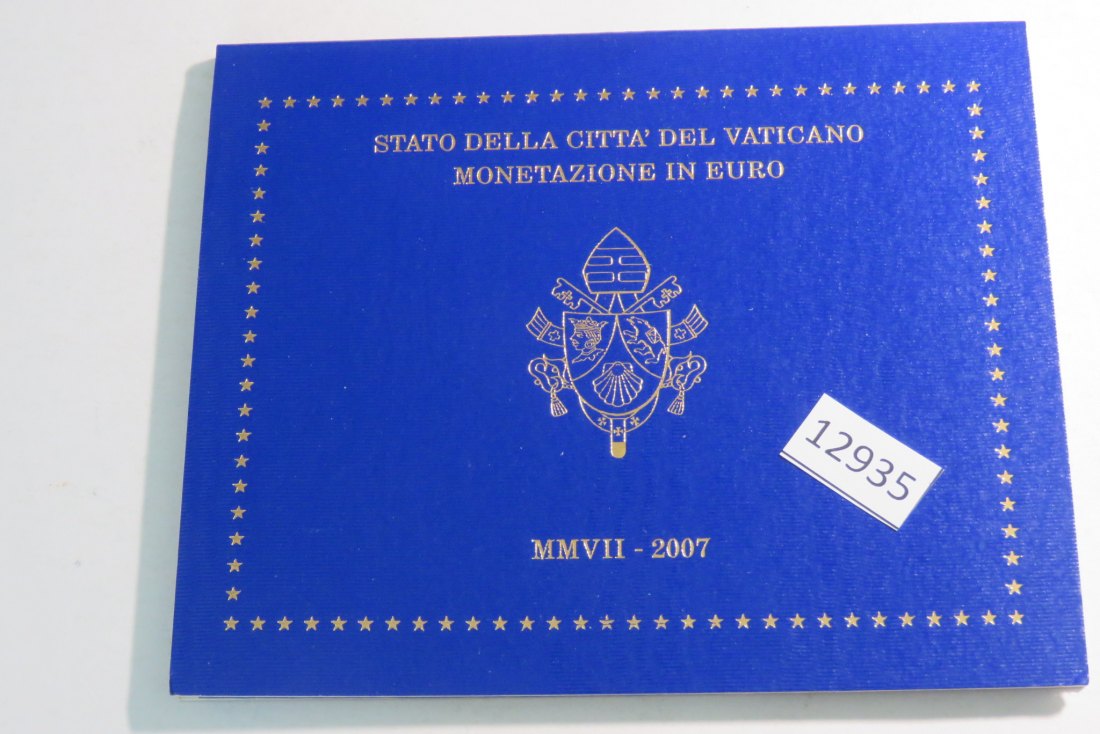 STATO DELLA CITTA' DEL VATICANO
MONETAZIONE IN EURO
12935
MMVII - 2007